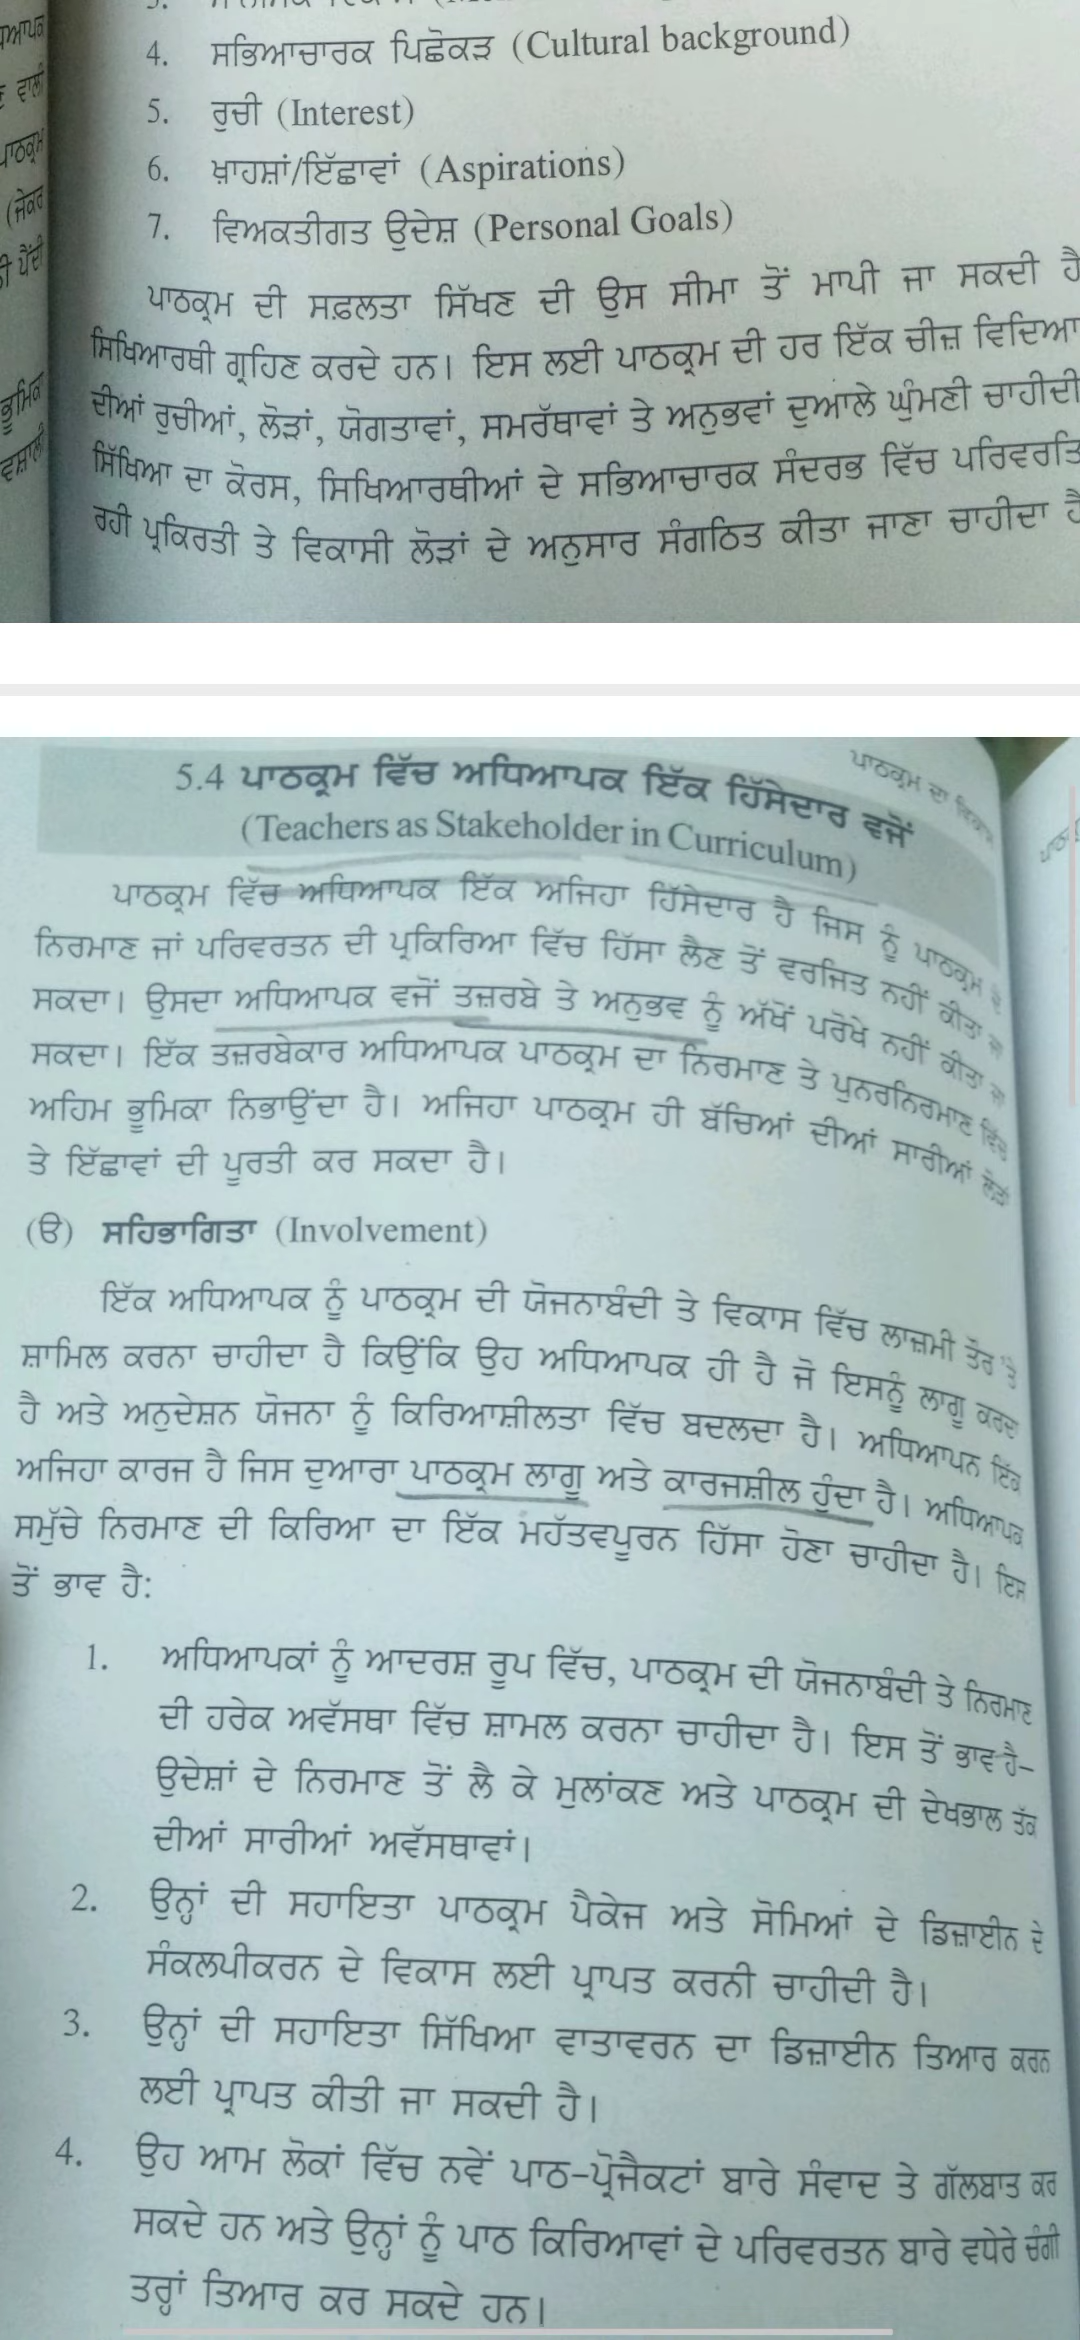 4. ਸਭਿਆਚਾਰਕ ਪਿਛੋਕੜ (Cultural background)
5. ਰੁਚੀ (Interest)
6. ਖ਼ਾਹਸ਼ਾਂ/ਇੱਛਾਵਾਂ (Aspirations)
7. ਵਿਅਕਤੀਗਤ ਉਦੇਸ਼ (Personal Goals)
ਪਾਠਕ੍ਰਮ ਦੀ ਸਫ਼ਲਤਾ ਸਿੱਖਣ ਦੀ ਉਸ ਸੀਮਾ ਤੋਂ ਮਾਪੀ ਜਾ ਸਕਦੀ ਹੈ
ਸਿਖਿਆਰਥੀ ਗ੍ਰਹਿਣ ਕਰਦੇ ਹਨ। ਇਸ ਲਈ ਪਾਠਕ੍ਰਮ ਦੀ ਹਰ ਇੱਕ ਚੀਜ਼ ਵਿਦਿਆ
ਦੀਆਂ ਰੁਚੀਆਂ, ਲੋੜਾਂ, ਯੋਗਤਾਵਾਂ, ਸਮਰੱਥਾਵਾਂ ਤੇ ਅਨੁਭਵਾਂ ਦੁਆਲੇ ਘੁੰਮਣੀ ਚਾਹੀਦੀ
ਸਿੱਖਿਆ ਦਾ ਕੋਰਸ, ਸਿਖਿਆਰਥੀਆਂ ਦੇ ਸਭਿਆਚਾਰਕ ਸੰਦਰਭ ਵਿੱਚ ਪਰਿਵਰਤਿ
ਰਹੀ ਪ੍ਰਕਿਰਤੀ ਤੇ ਵਿਕਾਸੀ ਲੋੜਾਂ ਦੇ ਅਨੁਸਾਰ ਸੰਗਠਿਤ ਕੀਤਾ ਜਾਣਾ ਚਾਹੀਦਾ ਹੈ
ਪਾਠਕ੍ਰਮ ਦਾ ਵਿਕਾਸ
5.4 ਪਾਠਕ੍ਰਮ ਵਿੱਚ ਅਧਿਆਪਕ ਇੱਕ ਹਿੱਸੇਦਾਰ ਵਜੋਂ
(Teachers as Stakeholder in Curriculum)
ਪਾਠਕ੍ਰਮ ਵਿੱਚ ਅਧਿਆਪਕ ਇੱਕ ਅਜਿਹਾ ਹਿੱਸੇਦਾਰ ਹੈ ਜਿਸ ਨੂੰ ਪਾਠਕ੍ਰਮ ਦੇ
ਨਿਰਮਾਣ ਜਾਂ ਪਰਿਵਰਤਨ ਦੀ ਪ੍ਰਕਿਰਿਆ ਵਿੱਚ ਹਿੱਸਾ ਲੈਣ ਤੋਂ ਵਰਜਿਤ ਨਹੀਂ ਕੀਤਾ ਜਾ
ਸਕਦਾ। ਉਸਦਾ ਅਧਿਆਪਕ ਵਜੋਂ ਤਜ਼ਰਬੇ ਤੇ ਅਨੁਭਵ ਨੂੰ ਅੱਖੋਂ ਪਰੋਖੇ ਨਹੀਂ ਕੀਤਾ ਜਾ
ਸਕਦਾ। ਇੱਕ ਤਜ਼ਰਬੇਕਾਰ ਅਧਿਆਪਕ ਪਾਠਕ੍ਰਮ ਦਾ ਨਿਰਮਾਣ ਤੇ ਪੁਨਰਨਿਰਮਾਣ ਵਿੱਚ
ਅਹਿਮ ਭੂਮਿਕਾ ਨਿਭਾਉਂਦਾ ਹੈ। ਅਜਿਹਾ ਪਾਠਕ੍ਰਮ ਹੀ ਬੱਚਿਆਂ ਦੀਆਂ ਸਾਰੀਆਂ ਲੋੜਾਂ
ਤੇ ਇੱਛਾਵਾਂ ਦੀ ਪੂਰਤੀ ਕਰ ਸਕਦਾ ਹੈ।
(ੳ) ਸਹਿਭਾਗਿਤਾ (Involvement)
ਇੱਕ ਅਧਿਆਪਕ ਨੂੰ ਪਾਠਕ੍ਰਮ ਦੀ ਯੋਜਨਾਬੰਦੀ ਤੇ ਵਿਕਾਸ ਵਿੱਚ ਲਾਜ਼ਮੀ ਤੌਰ 'ਤੇ
ਸ਼ਾਮਿਲ ਕਰਨਾ ਚਾਹੀਦਾ ਹੈ ਕਿਉਂਕਿ ਉਹ ਅਧਿਆਪਕ ਹੀ ਹੈ ਜੋ ਇਸਨੂੰ ਲਾਗੂ ਕਰਦਾ
ਹੈ ਅਤੇ ਅਨੁਦੇਸ਼ਨ ਯੋਜਨਾ ਨੂੰ ਕਿਰਿਆਸ਼ੀਲਤਾ ਵਿੱਚ ਬਦਲਦਾ ਹੈ। ਅਧਿਆਪਨ ਇੱਕ
ਅਜਿਹਾ ਕਾਰਜ ਹੈ ਜਿਸ ਦੁਆਰਾ ਪਾਠਕ੍ਰਮ ਲਾਗੂ ਅਤੇ ਕਾਰਜਸ਼ੀਲ ਹੁੰਦਾ ਹੈ। ਅਧਿਆਪਕ
ਸਮੁੱਚੇ ਨਿਰਮਾਣ ਦੀ ਕਿਰਿਆ ਦਾ ਇੱਕ ਮਹੱਤਵਪੂਰਨ ਹਿੱਸਾ ਹੋਣਾ ਚਾਹੀਦਾ ਹੈ। ਇਸ
ਤੋਂ ਭਾਵ ਹੈ:
1. ਅਧਿਆਪਕਾਂ ਨੂੰ ਆਦਰਸ਼ ਰੂਪ ਵਿੱਚ, ਪਾਠਕ੍ਰਮ ਦੀ ਯੋਜਨਾਬੰਦੀ ਤੇ ਨਿਰਮਾਣ
ਦੀ ਹਰੇਕ ਅਵੱਸਥਾ ਵਿੱਚ ਸ਼ਾਮਲ ਕਰਨਾ ਚਾਹੀਦਾ ਹੈ। ਇਸ ਤੋਂ ਭਾਵ ਹੈ-
ਉਦੇਸ਼ਾਂ ਦੇ ਨਿਰਮਾਣ ਤੋਂ ਲੈ ਕੇ ਮੁਲਾਂਕਣ ਅਤੇ ਪਾਠਕ੍ਰਮ ਦੀ ਦੇਖਭਾਲ ਤੱਕ
ਦੀਆਂ ਸਾਰੀਆਂ ਅਵੱਸਥਾਵਾਂ।
2. ਉਨ੍ਹਾਂ ਦੀ ਸਹਾਇਤਾ ਪਾਠਕ੍ਰਮ ਪੈਕੇਜ ਅਤੇ ਸੋਮਿਆਂ ਦੇ ਡਿਜ਼ਾਈਨ ਦੇ
ਸੰਕਲਪੀਕਰਨ ਦੇ ਵਿਕਾਸ ਲਈ ਪ੍ਰਾਪਤ ਕਰਨੀ ਚਾਹੀਦੀ ਹੈ।
3. ਉਨ੍ਹਾਂ ਦੀ ਸਹਾਇਤਾ ਸਿੱਖਿਆ ਵਾਤਾਵਰਨ ਦਾ ਡਿਜ਼ਾਈਨ ਤਿਆਰ ਕਰਨ
ਲਈ ਪ੍ਰਾਪਤ ਕੀਤੀ ਜਾ ਸਕਦੀ ਹੈ।
4. ਉਹ ਆਮ ਲੋਕਾਂ ਵਿੱਚ ਨਵੇਂ ਪਾਠ-ਪ੍ਰੋਜੈਕਟਾਂ ਬਾਰੇ ਸੰਵਾਦ ਤੇ ਗੱਲਬਾਤ ਕਰ
ਸਕਦੇ ਹਨ ਅਤੇ ਉਨ੍ਹਾਂ ਨੂੰ ਪਾਠ ਕਿਰਿਆਵਾਂ ਦੇ ਪਰਿਵਰਤਨ ਬਾਰੇ ਵਧੇਰੇ ਚੰਗੀ
ਤਰ੍ਹਾਂ ਤਿਆਰ ਕਰ ਸਕਦੇ ਹਨ।